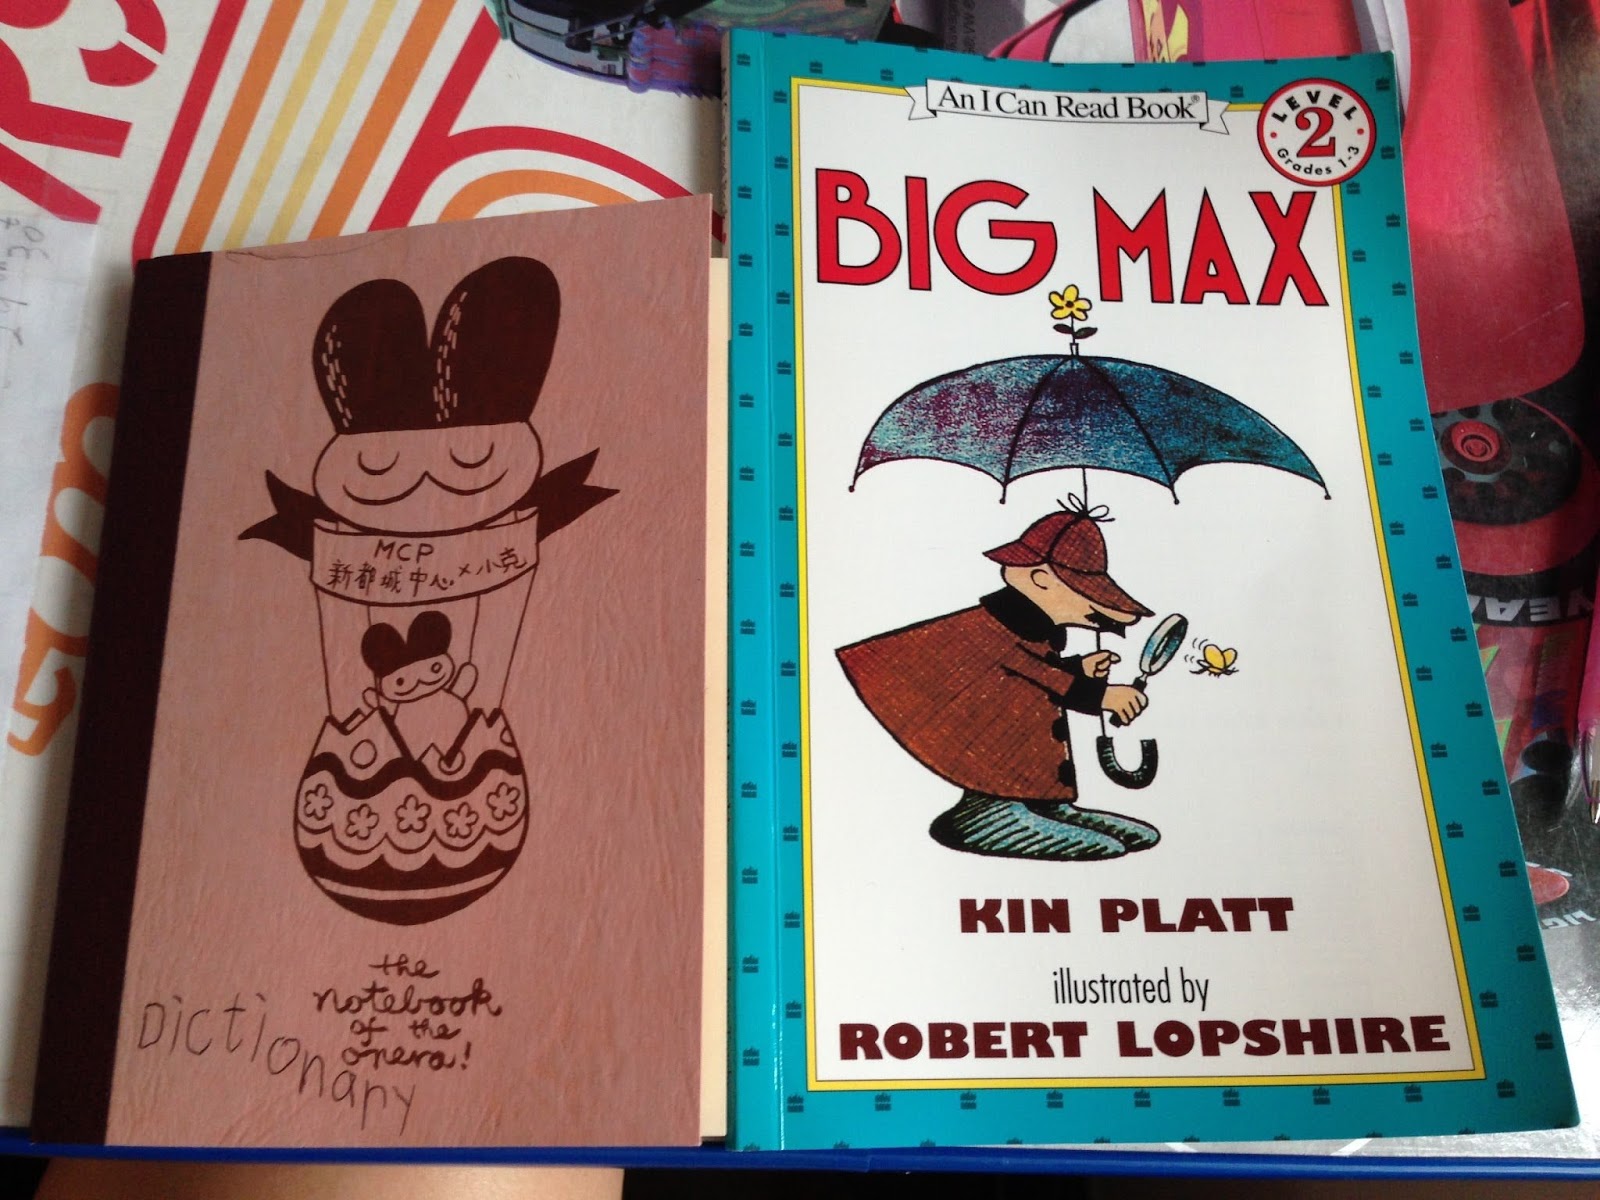 MCP
新都城中心×小克
the
notebook
of the
opera!
Dictionapy
An I Can Read Book®
LEVEL
2
Grades 1-3
BIG MAX
KIN PLATT
illustrated by
ROBERT LOPSHIRE